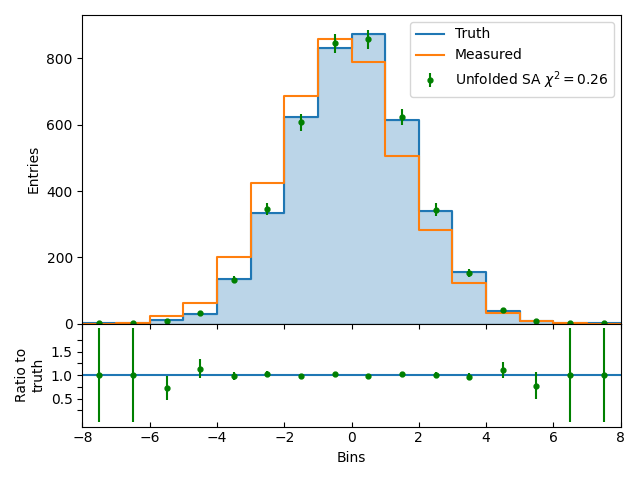 Truth
Measured
Unfolded SA χ² = 0.26
Entries
800
600
400
200
0
Ratio to
truth
1.5
1.0
0.5
−8 −6 −4 −2 0 2 4 6 8
Bins